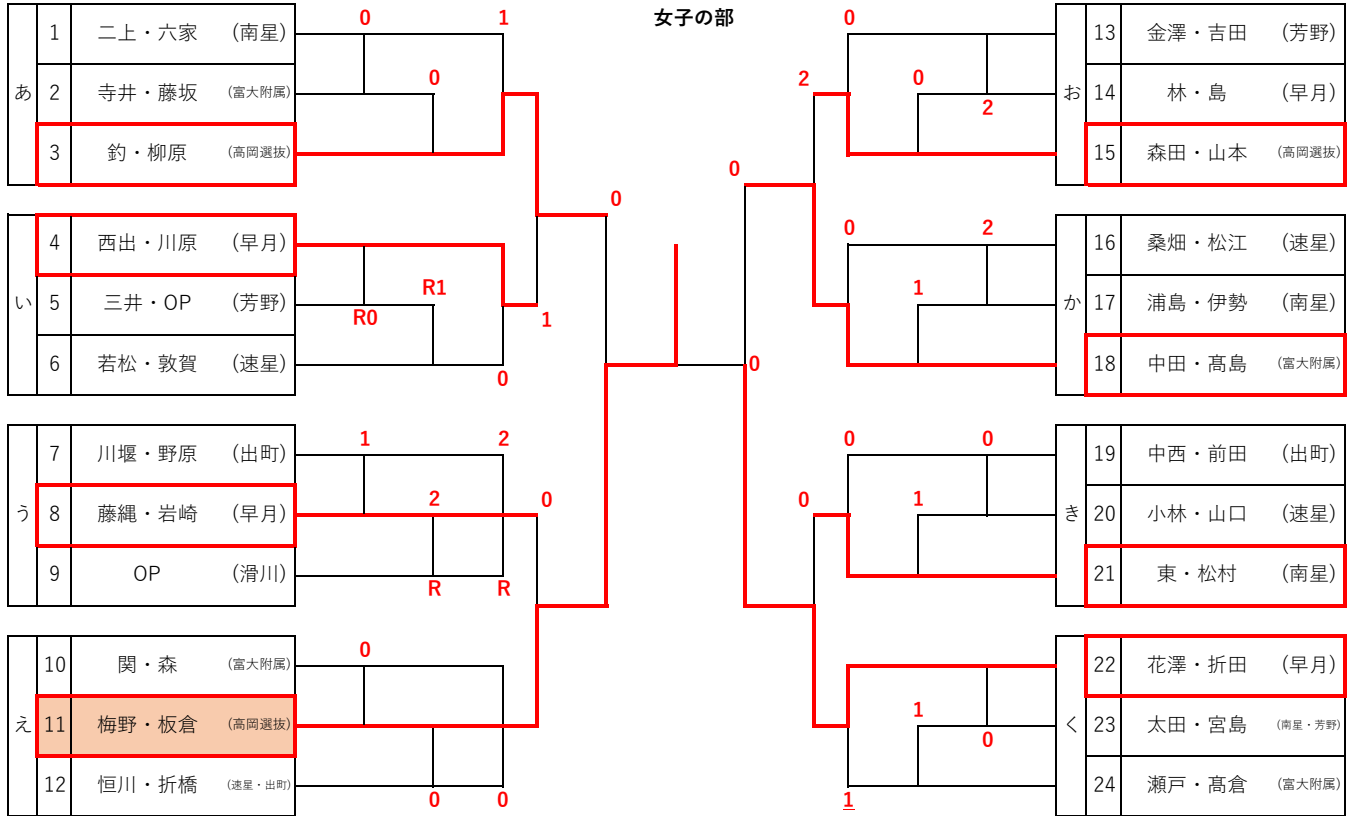 女子の部
あ
1 二上・六家 (南星)
2 寺井・藤坂 (富大附属)
3 釣・柳原 (高岡選抜)
0 1
0
い
4 西出・川原 (早月)
5 三井・OP (芳野)
6 若松・敦賀 (速星)
R1
R0
0
1
0
う
7 川堰・野原 (出町)
8 藤縄・岩崎 (早月)
9 OP (滑川)
1 2
2 0
R R
え
10 関・森 (富大附属)
11 梅野・板倉 (高岡選抜)
12 恒川・折橋 (速星・出町)
0
0 0
お
13 金澤・吉田 (芳野)
14 林・島 (早月)
15 森田・山本 (高岡選抜)
0
2 0
2
0
か
16 桑畑・松江 (速星)
17 浦島・伊勢 (南星)
18 中田・髙島 (富大附属)
0 2
1
0
き
19 中西・前田 (出町)
20 小林・山口 (速星)
21 東・松村 (南星)
0 0
0 1
く
22 花澤・折田 (早月)
23 太田・宮島 (南星・芳野)
24 瀬戸・髙倉 (富大附属)
1
0
1